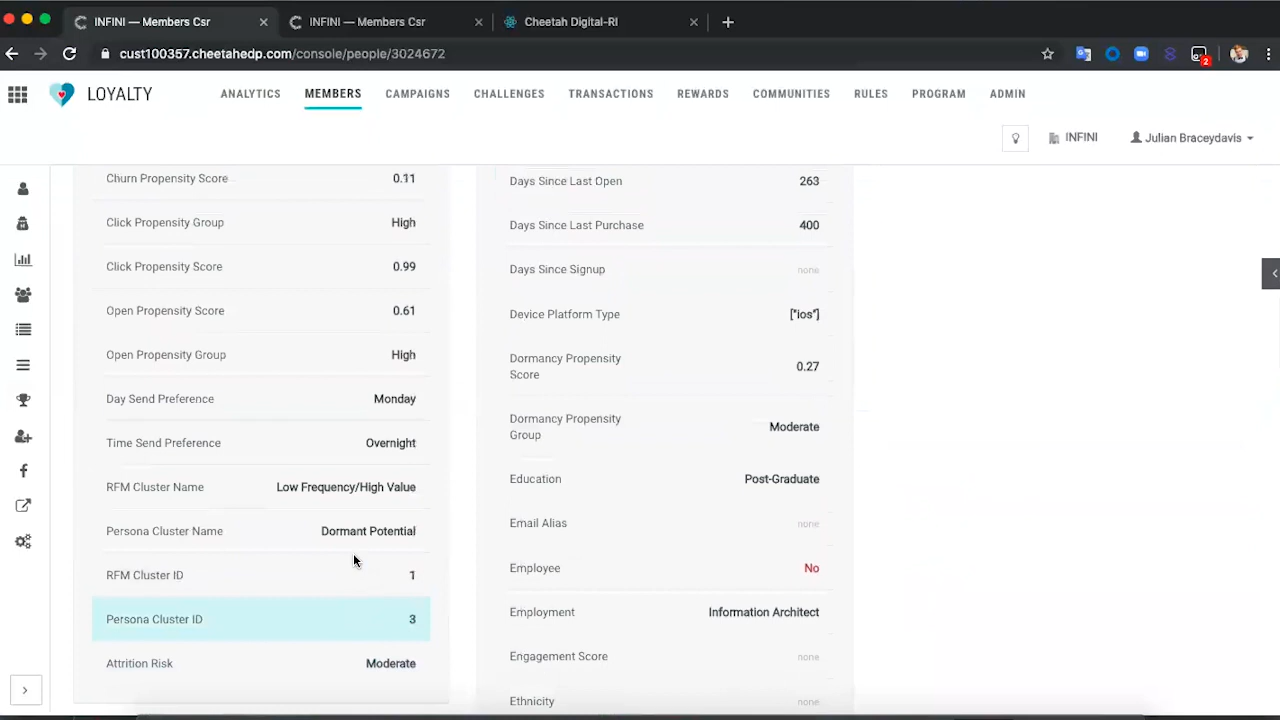 INFINI — Members Csr
INFINI — Members Csr
Cheetah Digital-RI
cust100357.cheetahedp.com/console/people/3024672
2
LOYALTY
ANALYTICS
MEMBERS
CAMPAIGNS
CHALLENGES
TRANSACTIONS
REWARDS
COMMUNITIES
RULES
PROGRAM
ADMIN
INFINI
Julian Braceydavis
Churn Propensity Score 0.11
Click Propensity Group High
Click Propensity Score 0.99
Open Propensity Score 0.61
Open Propensity Group High
Day Send Preference Monday
Time Send Preference Overnight
RFM Cluster Name Low Frequency/High Value
Persona Cluster Name Dormant Potential
RFM Cluster ID 1
Persona Cluster ID 3
Attrition Risk Moderate
Days Since Last Open 263
Days Since Last Purchase 400
Days Since Signup none
Device Platform Type ["ios"]
Dormancy Propensity
Score 0.27
Dormancy Propensity
Group Moderate
Education Post-Graduate
Email Alias none
Employee No
Employment Information Architect
Engagement Score none
Ethnicity none